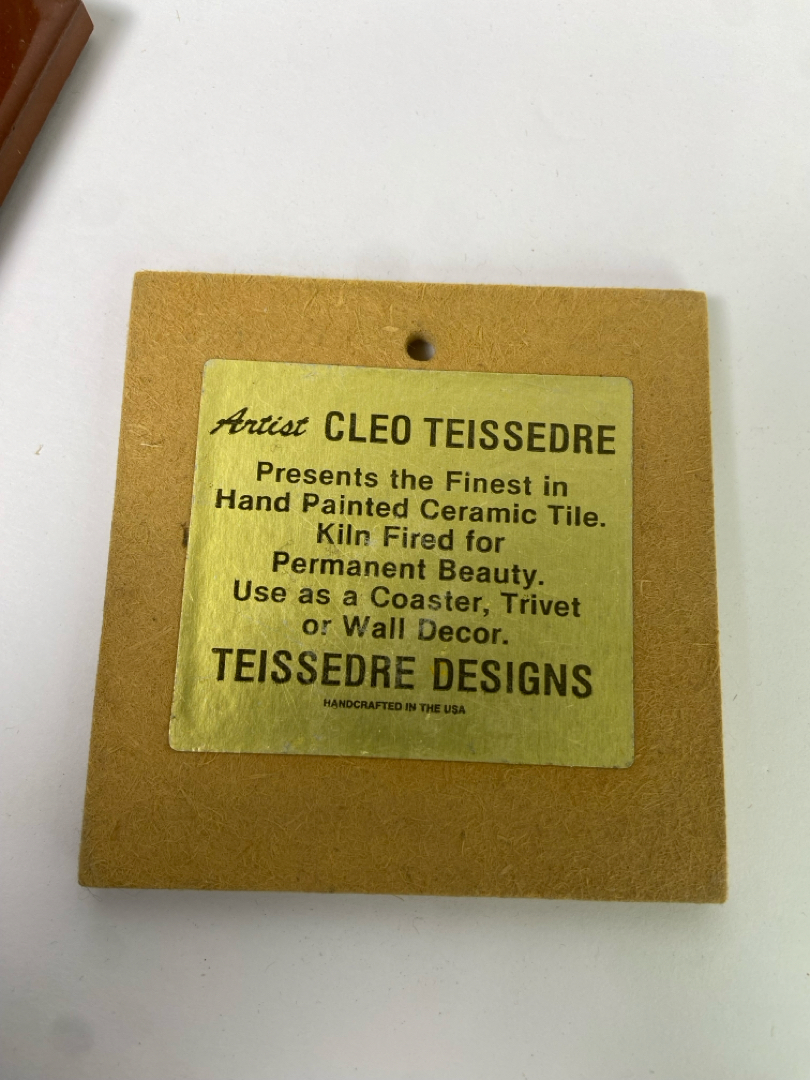 Artist CLEO TEISSEDRE
Presents the Finest in
Hand Painted Ceramic Tile.
Kiln Fired for
Permanent Beauty.
Use as a Coaster, Trivet
or Wall Decor.
TEISSEDRE DESIGNS
HANDCRAFTED IN THE USA